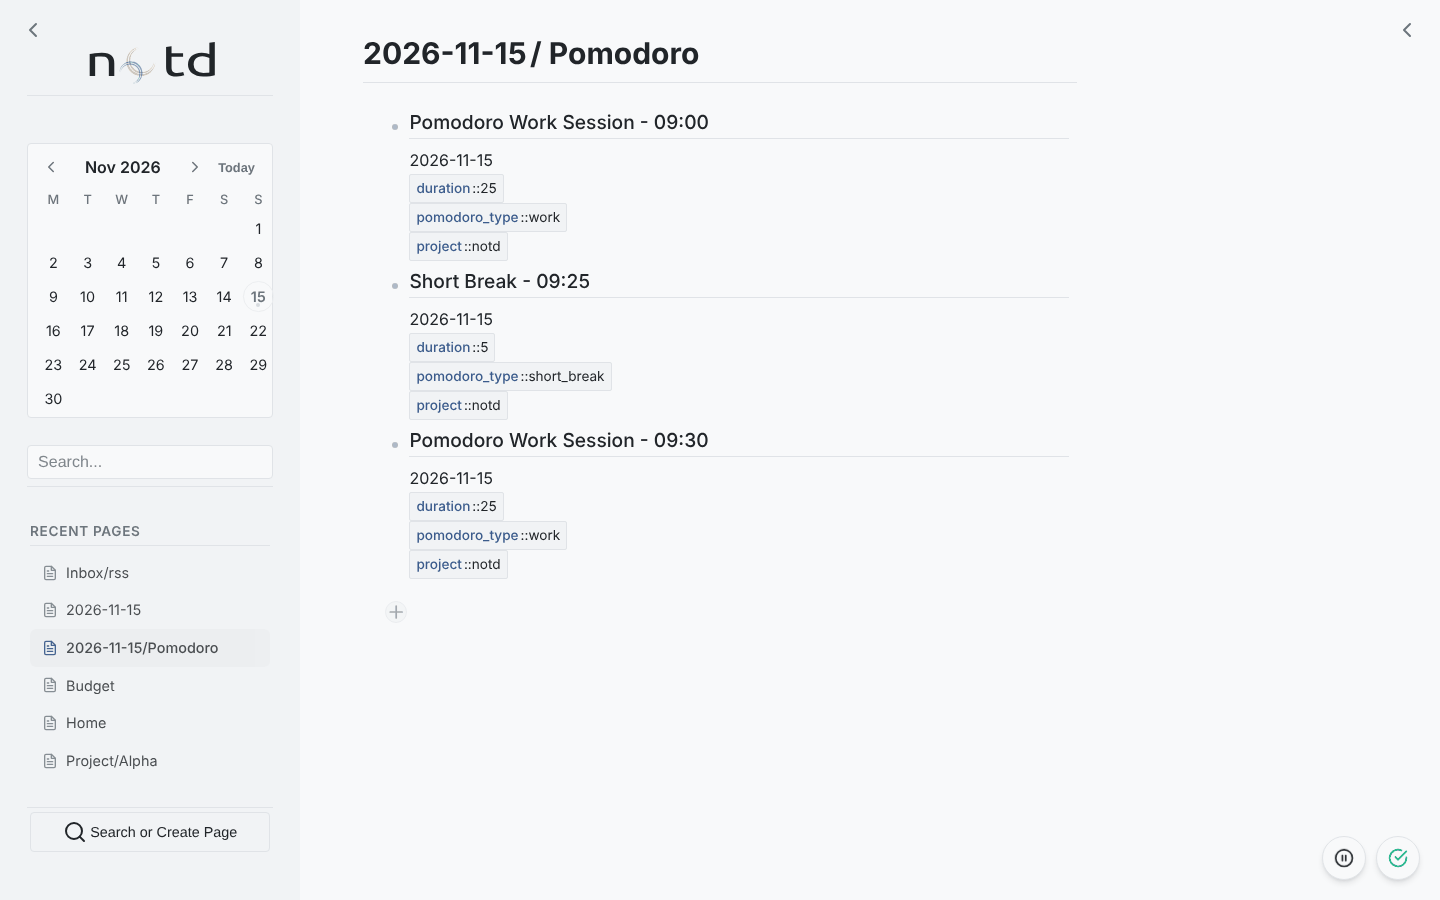 notd
Nov 2026
Today
M T W T F S S
1
2 3 4 5 6 7 8
9 10 11 12 13 14 15
16 17 18 19 20 21 22
23 24 25 26 27 28 29
30
Search...
RECENT PAGES
Inbox/rss
2026-11-15
2026-11-15/Pomodoro
Budget
Home
Project/Alpha
Search or Create Page
2026-11-15 / Pomodoro
Pomodoro Work Session - 09:00
2026-11-15
duration::25
pomodoro_type::work
project::notd
Short Break - 09:25
2026-11-15
duration::5
pomodoro_type::short_break
project::notd
Pomodoro Work Session - 09:30
2026-11-15
duration::25
pomodoro_type::work
project::notd